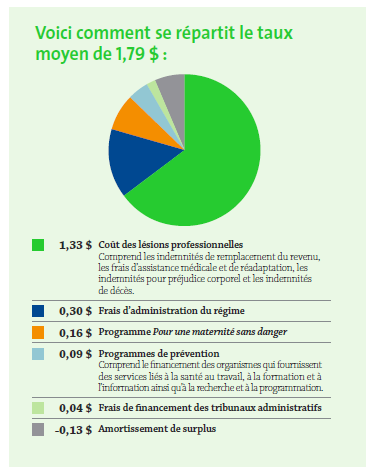 Voici comment se répartit le taux
moyen de 1,79 $ :
1,33 $ Coût des lésions professionnelles
Comprend les indemnités de remplacement du revenu,
les frais d'assistance médicale et de réadaptation, les
indemnités pour préjudice corporel et les indemnités
de décès.
0,30 $ Frais d'administration du régime
0,16 $ Programme Pour une maternité sans danger
0,09 $ Programmes de prévention
Comprend le financement des organismes qui fournissent
des services liés à la santé au travail, à la formation et à
l'information ainsi qu'à la recherche et à la programmation.
0,04 $ Frais de financement des tribunaux administratifs
-0,13 $ Amortissement de surplus